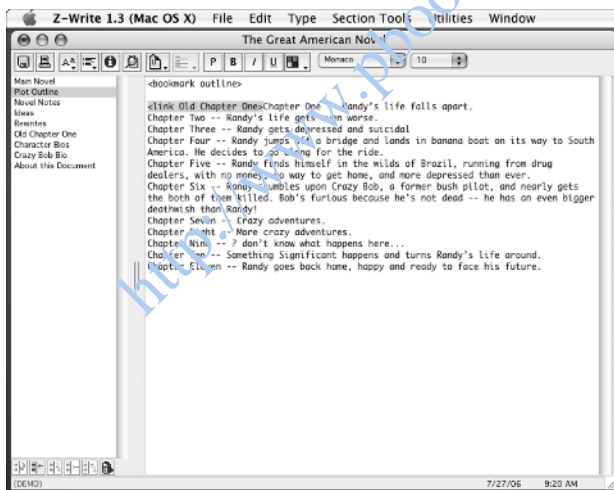 Z-Write 1.3 (Mac OS X) File Edit Type Section Tools Utilities Window
The Great American Novel
P B I U Monaco 10
Main Novel
Plot Outline
Novel Notes
Ideas
Rewrites
Old Chapter One
Character Bios
Crazy Bob Bio
About this Document
<bookmark outline>
<link Old Chapter One>Chapter One -- Randy's life falls apart.
Chapter Two -- Randy's life gets even worse.
Chapter Three -- Randy gets depressed and suicidal
Chapter Four -- Randy jumps off a bridge and lands in banana boat on its way to South
America. He decides to go along for the ride.
Chapter Five -- Randy finds himself in the wilds of Brazil, running from drug
dealers, with no money, no way to get home, and more depressed than ever.
Chapter Six -- Randy stumbles upon Crazy Bob, a former bush pilot, and nearly gets
the both of them killed. Bob's furious because he's not dead -- he has an even bigger
deathwish than Randy!
Chapter Seven -- Crazy adventures.
Chapter Eight -- More crazy adventures.
Chapter Nine -- ? don't know what happens here...
Chapter Ten -- Something Significant happens and turns Randy's life around.
Chapter Eleven -- Randy goes back home, happy and ready to face his future.
(DEMO) 7/27/06 9:20 AM
http://www.pboo